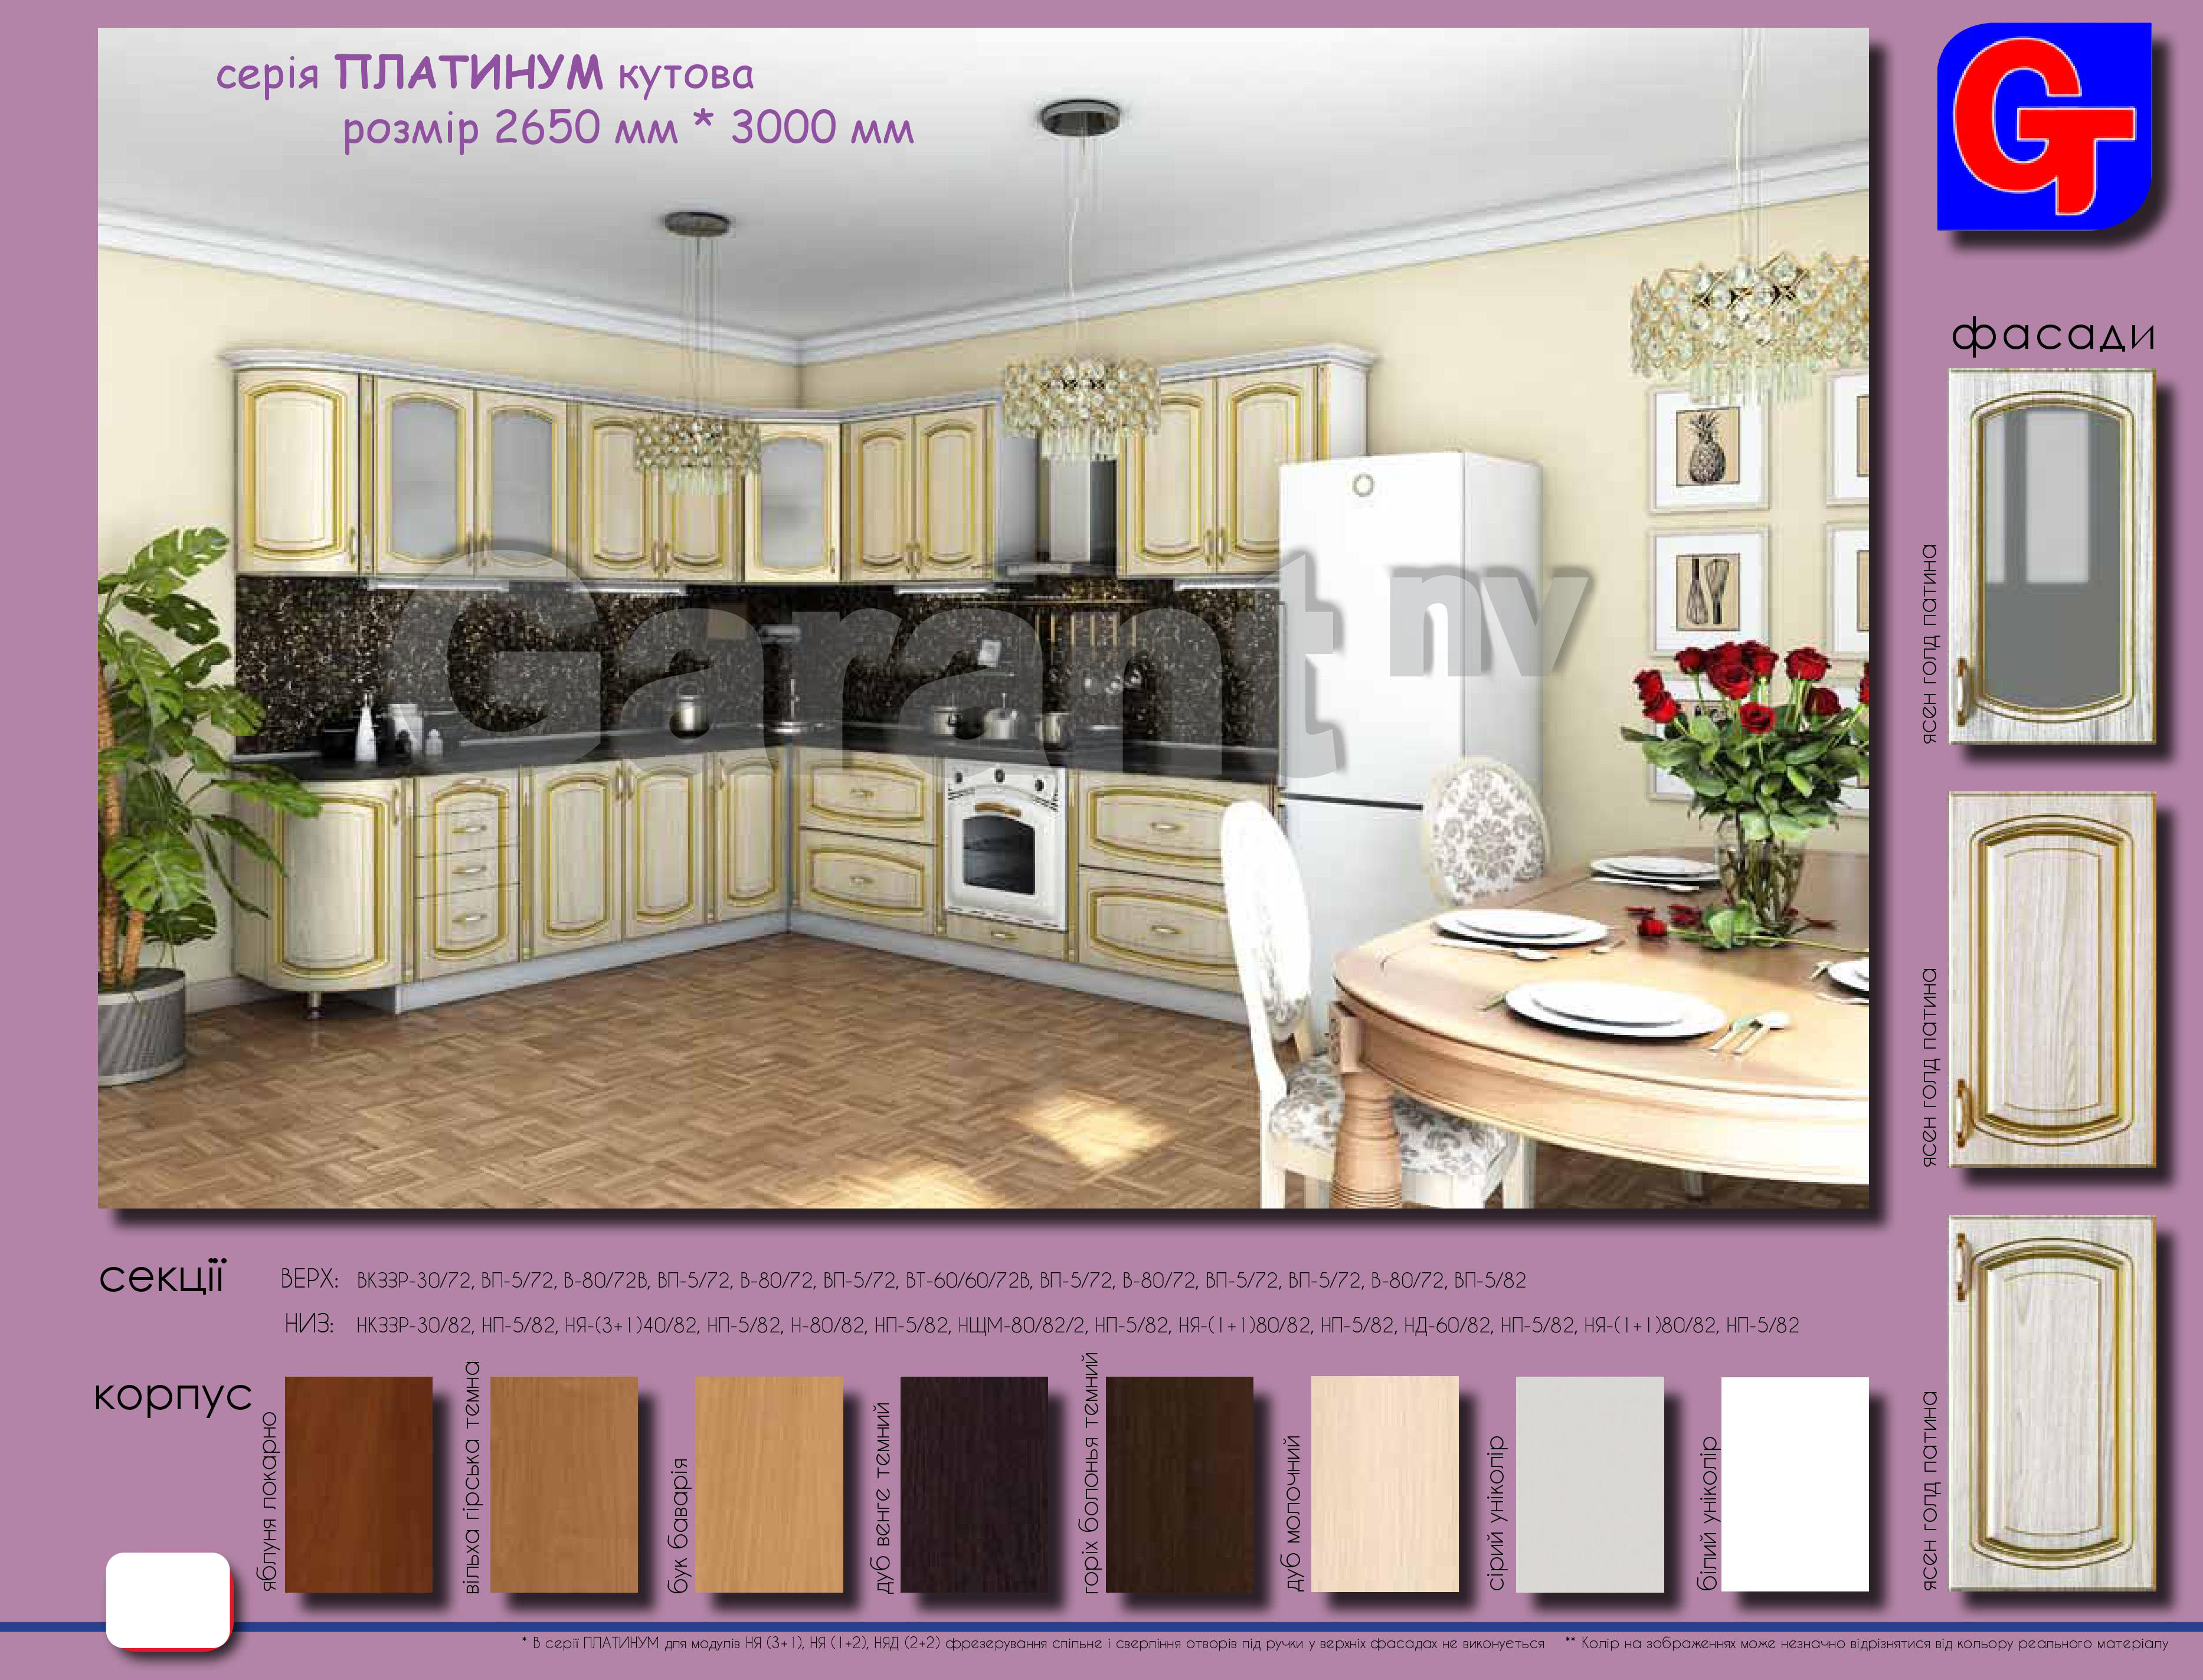 серія ПЛАТИНУМ кутова
розмір 2650 мм * 3000 мм
GT
фасади
ясен голд патина
ясен голд патина
ясен голд патина
Garant nv
секції
ВЕРХ: ВКЗЗР-30/72, ВП-5/72, В-80/72В, ВП-5/72, В-80/72, ВП-5/72, ВТ-60/60/72В, ВП-5/72, В-80/72, ВП-5/72, ВП-5/72, В-80/72, ВП-5/82
НИЗ: НКЗЗР-30/82, НП-5/82, НЯ-(3+1)40/82, НП-5/82, Н-80/82, НП-5/82, НЩМ-80/82/2, НП-5/82, НЯ-(1+1)80/82, НП-5/82, НД-60/82, НП-5/82, НЯ-(1+1)80/82, НП-5/82
корпус
яблуня локарно
вільха гірська темна
бук баварія
дуб венге темний
горіх болонья темний
дуб молочний
сірий уніколір
білий уніколір
* В серії ПЛАТИНУМ для модулів НЯ (3+1), НЯ (1+2), НЯД (2+2) фрезерування спільне і сверління отворів під ручки у верхніх фасадах не виконується ** Колір на зображеннях може незначно відрізнятися від кольору реального матеріалу